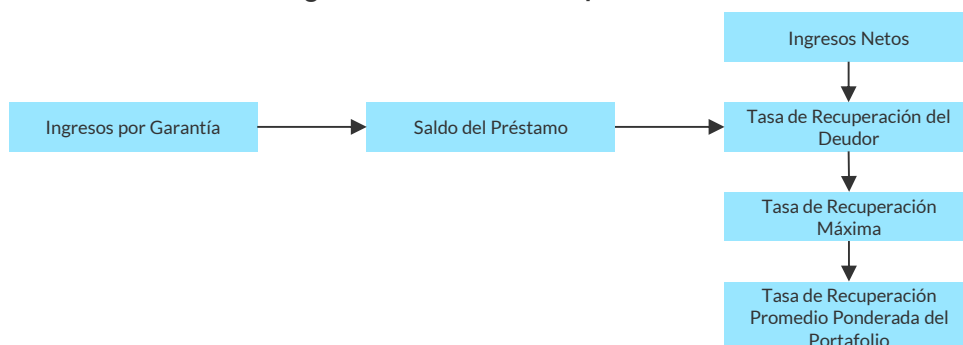 Ingresos Netos
Ingresos por Garantía
Saldo del Préstamo
Tasa de Recuperación del
Deudor
Tasa de Recuperación
Máxima
Tasa de Recuperación
Promedio Ponderada del
Portafolio